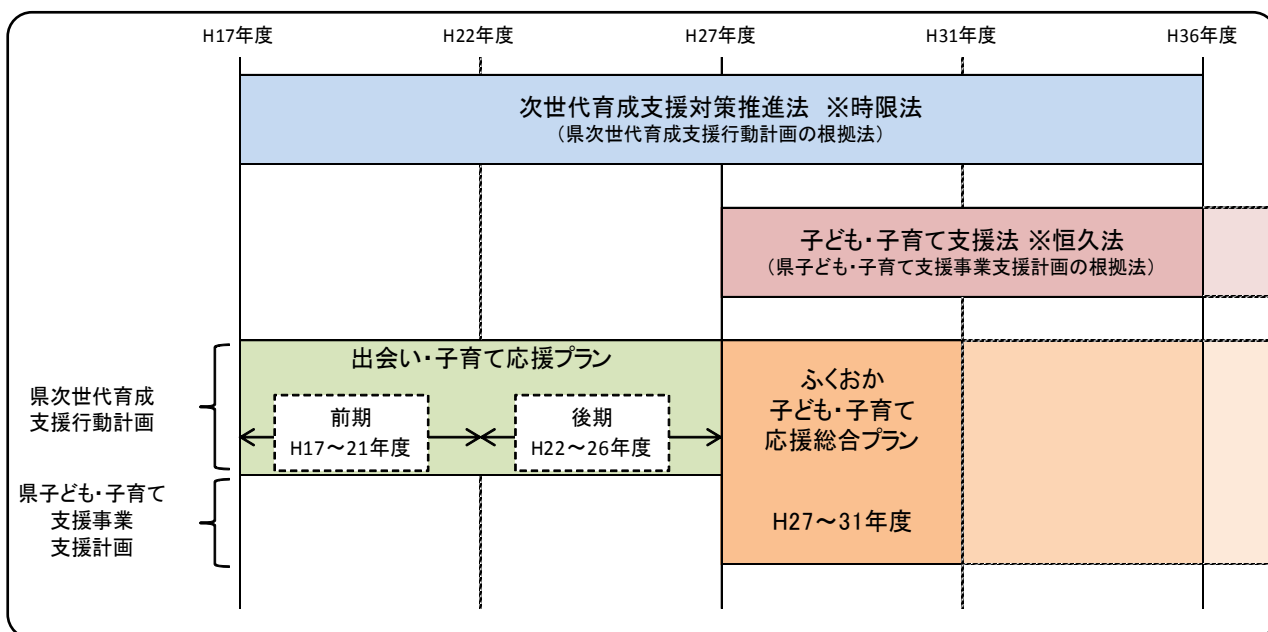 H17年度 H22年度 H27年度 H31年度 H36年度
次世代育成支援対策推進法 ※時限法
（県次世代育成支援行動計画の根拠法）
子ども・子育て支援法 ※恒久法
（県子ども・子育て支援事業支援計画の根拠法）
県次世代育成
支援行動計画
出会い・子育て応援プラン
前期
H17～21年度
後期
H22～26年度
ふくおか
子ども・子育て
応援総合プラン
H27～31年度
県子ども・子育て
支援事業
支援計画